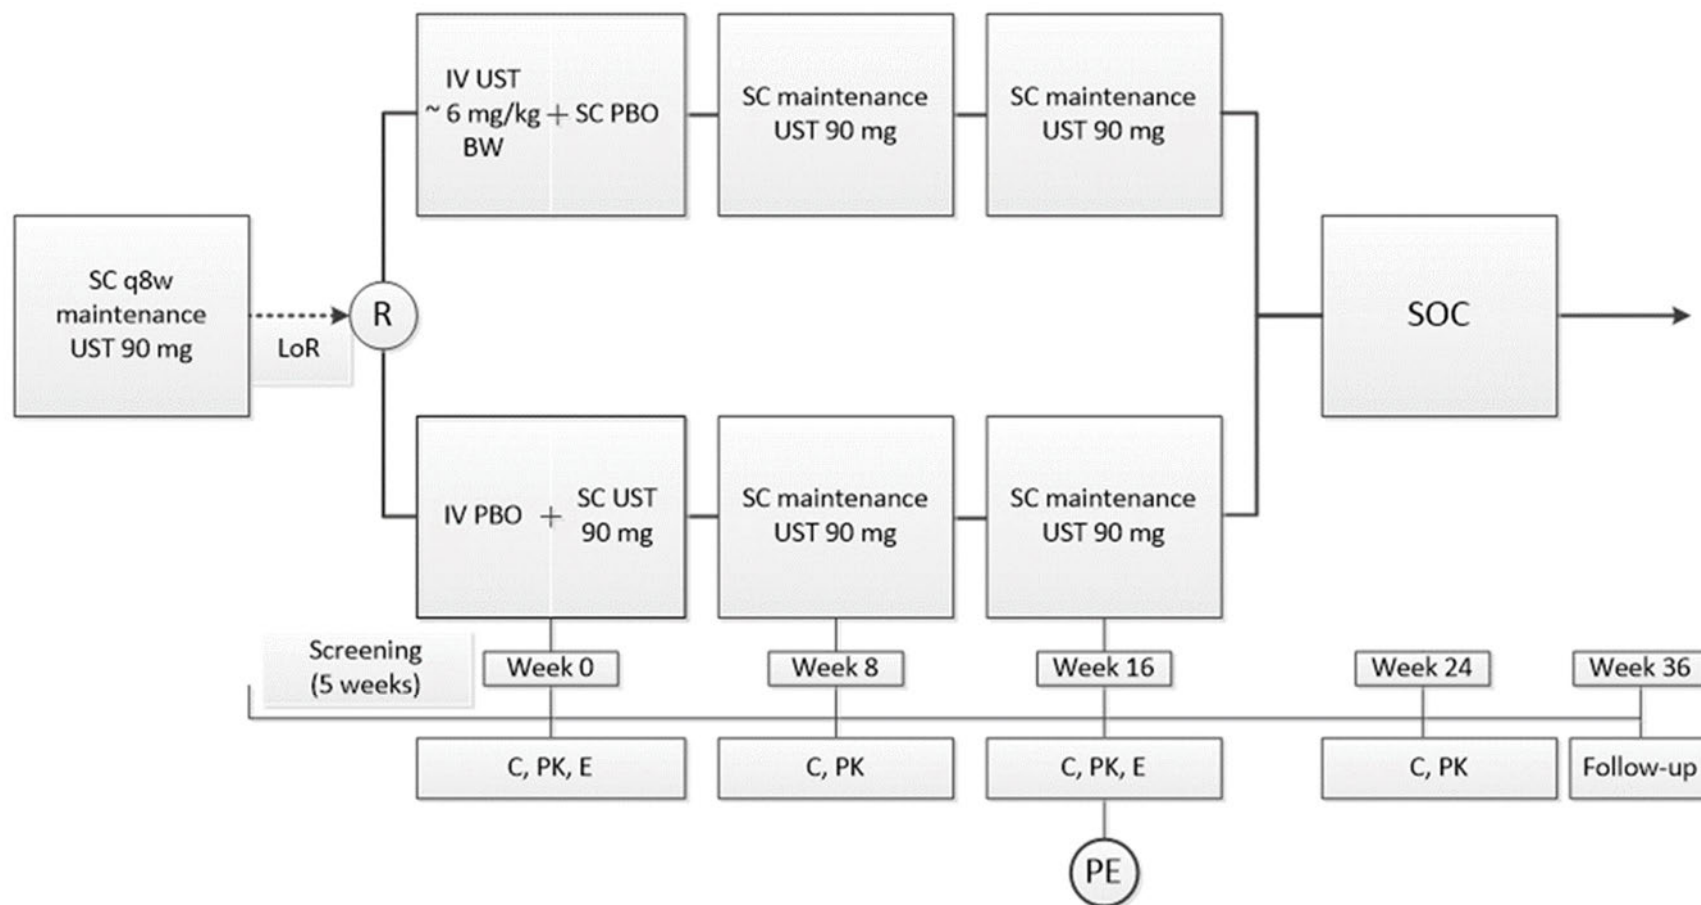 IV UST
~ 6 mg/kg + SC PBO
BW
SC maintenance
UST 90 mg
SC maintenance
UST 90 mg
SC q8w
maintenance
UST 90 mg
LoR
R
SOC
IV PBO + SC UST
90 mg
SC maintenance
UST 90 mg
SC maintenance
UST 90 mg
Screening
(5 weeks)
Week 0
Week 8
Week 16
Week 24
Week 36
C, PK, E
C, PK
C, PK, E
C, PK
Follow-up
PE